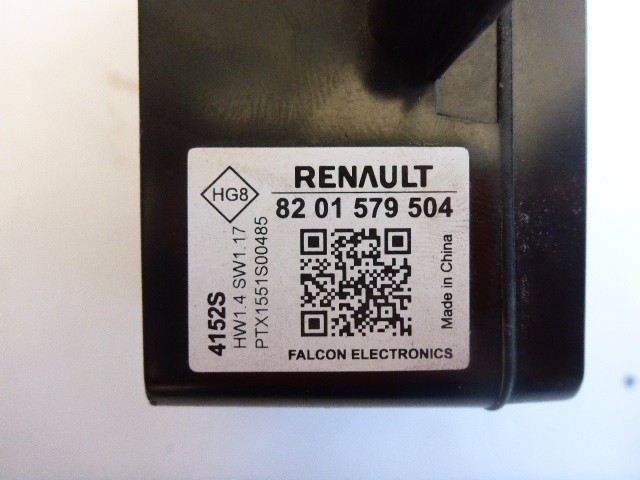 HG8
RENAULT
82 01 579 504
4152S
HW1.4 SW1.17
PTX1551S00485
Made in China
FALCON ELECTRONICS